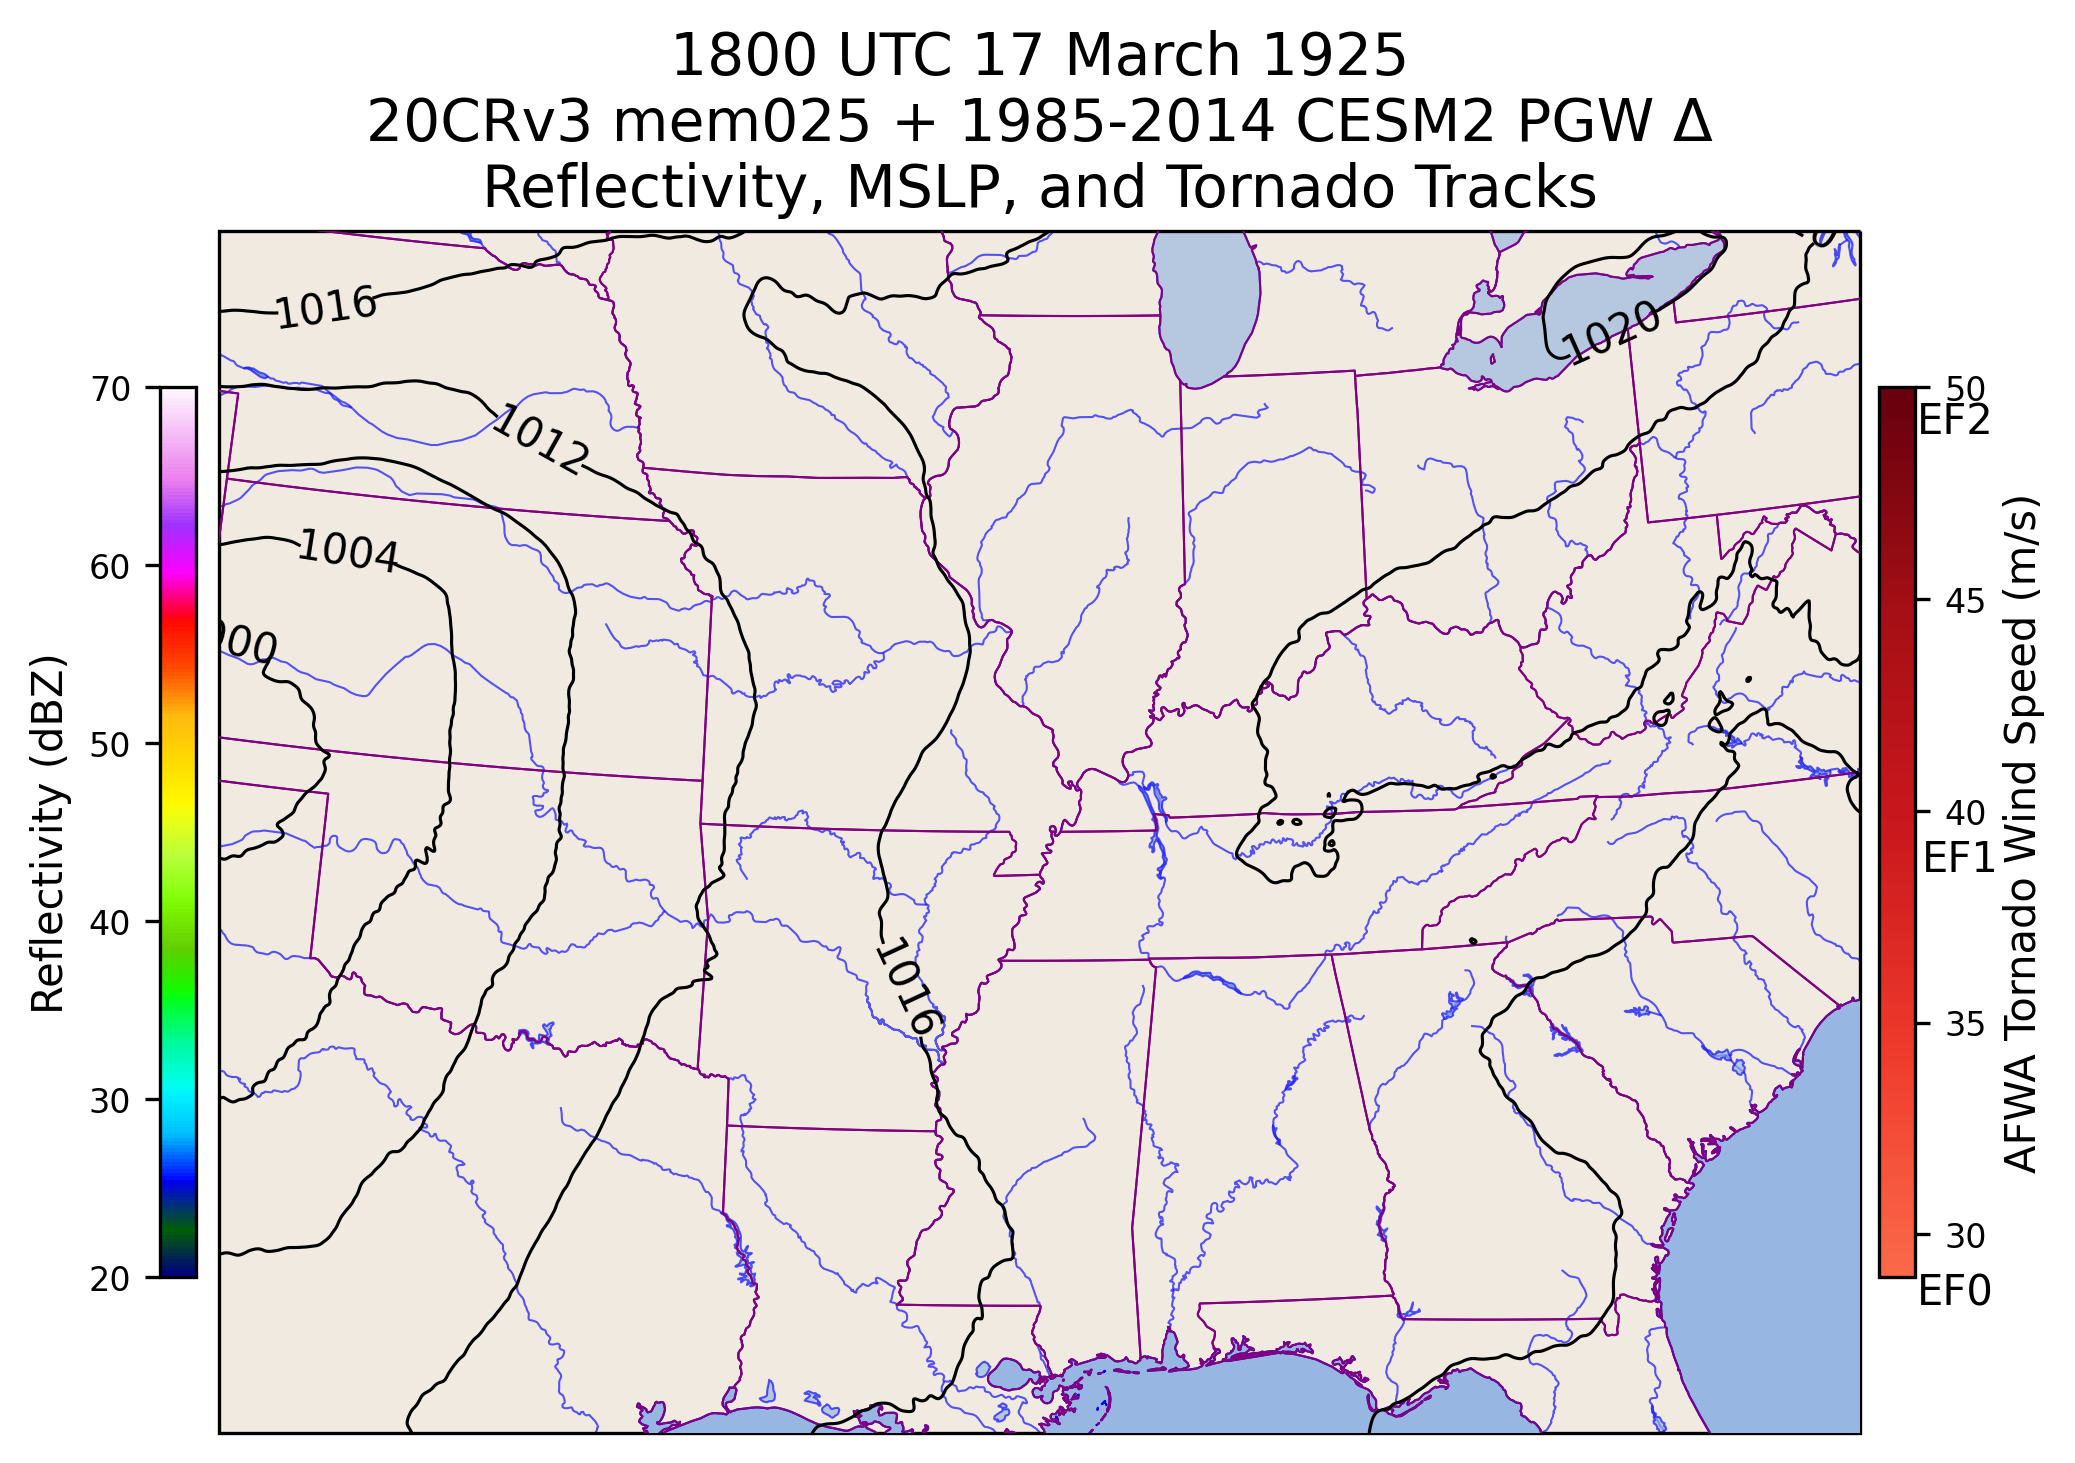 1800 UTC 17 March 1925
20CRv3 mem025 + 1985-2014 CESM2 PGW Δ
Reflectivity, MSLP, and Tornado Tracks
1016
1020
1012
1004
00
1016
70
60
50
40
30
20
Reflectivity (dBZ)
50
EF2
45
40
EF1
35
30
EF0
AFWA Tornado Wind Speed (m/s)